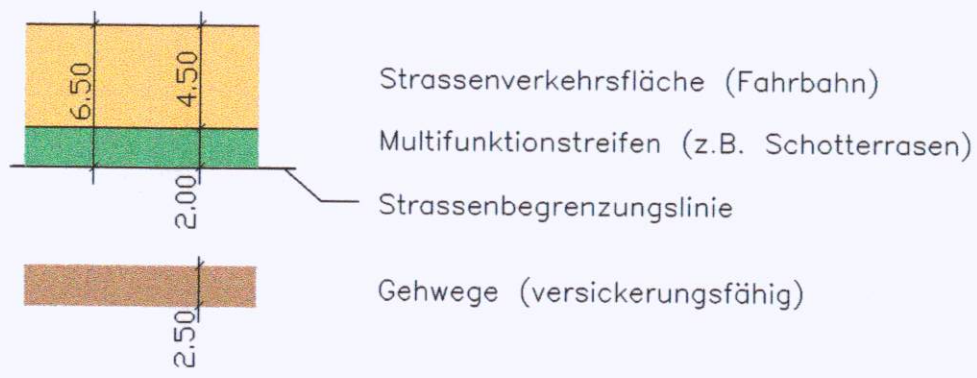 6.50
4.50
Strassenverkehrsfläche (Fahrbahn)
Multifunktionstreifen (z.B. Schotterrasen)
2.00
Strassenbegrenzungslinie
Gehwege (versickerungsfähig)
2.50